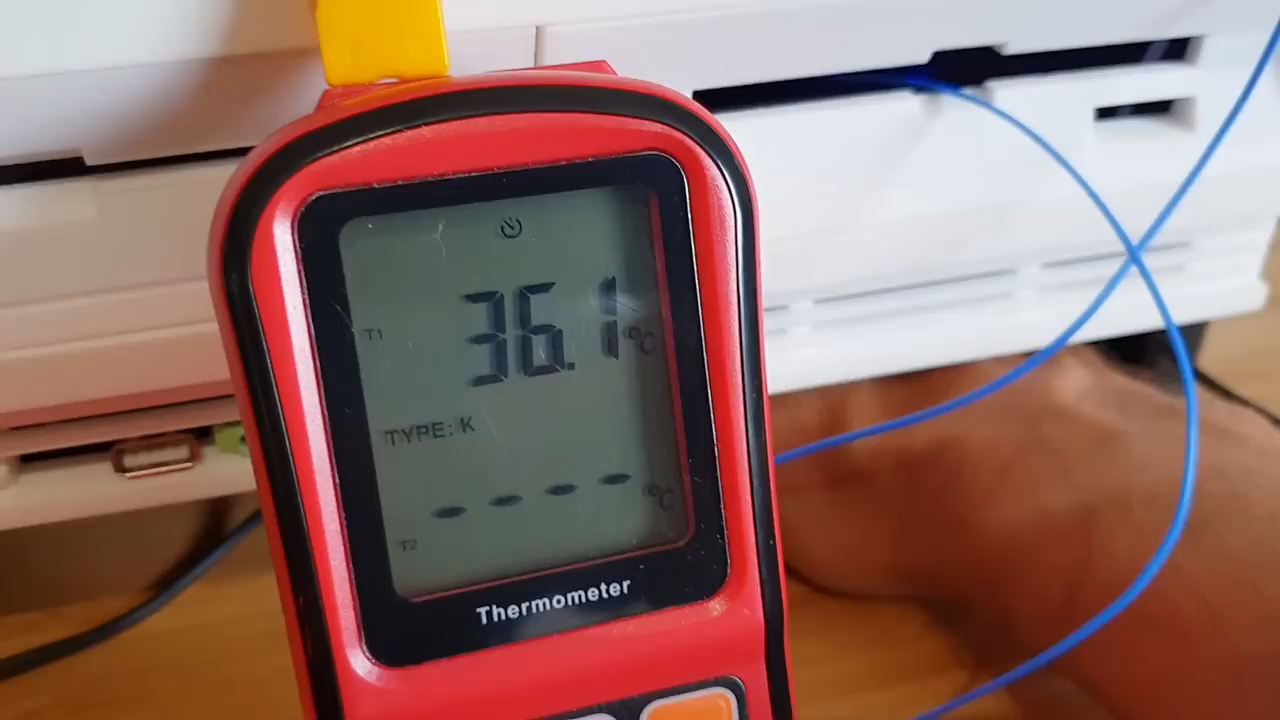 T1 36.1 °C
TYPE: K
---- °C
T2
Thermometer